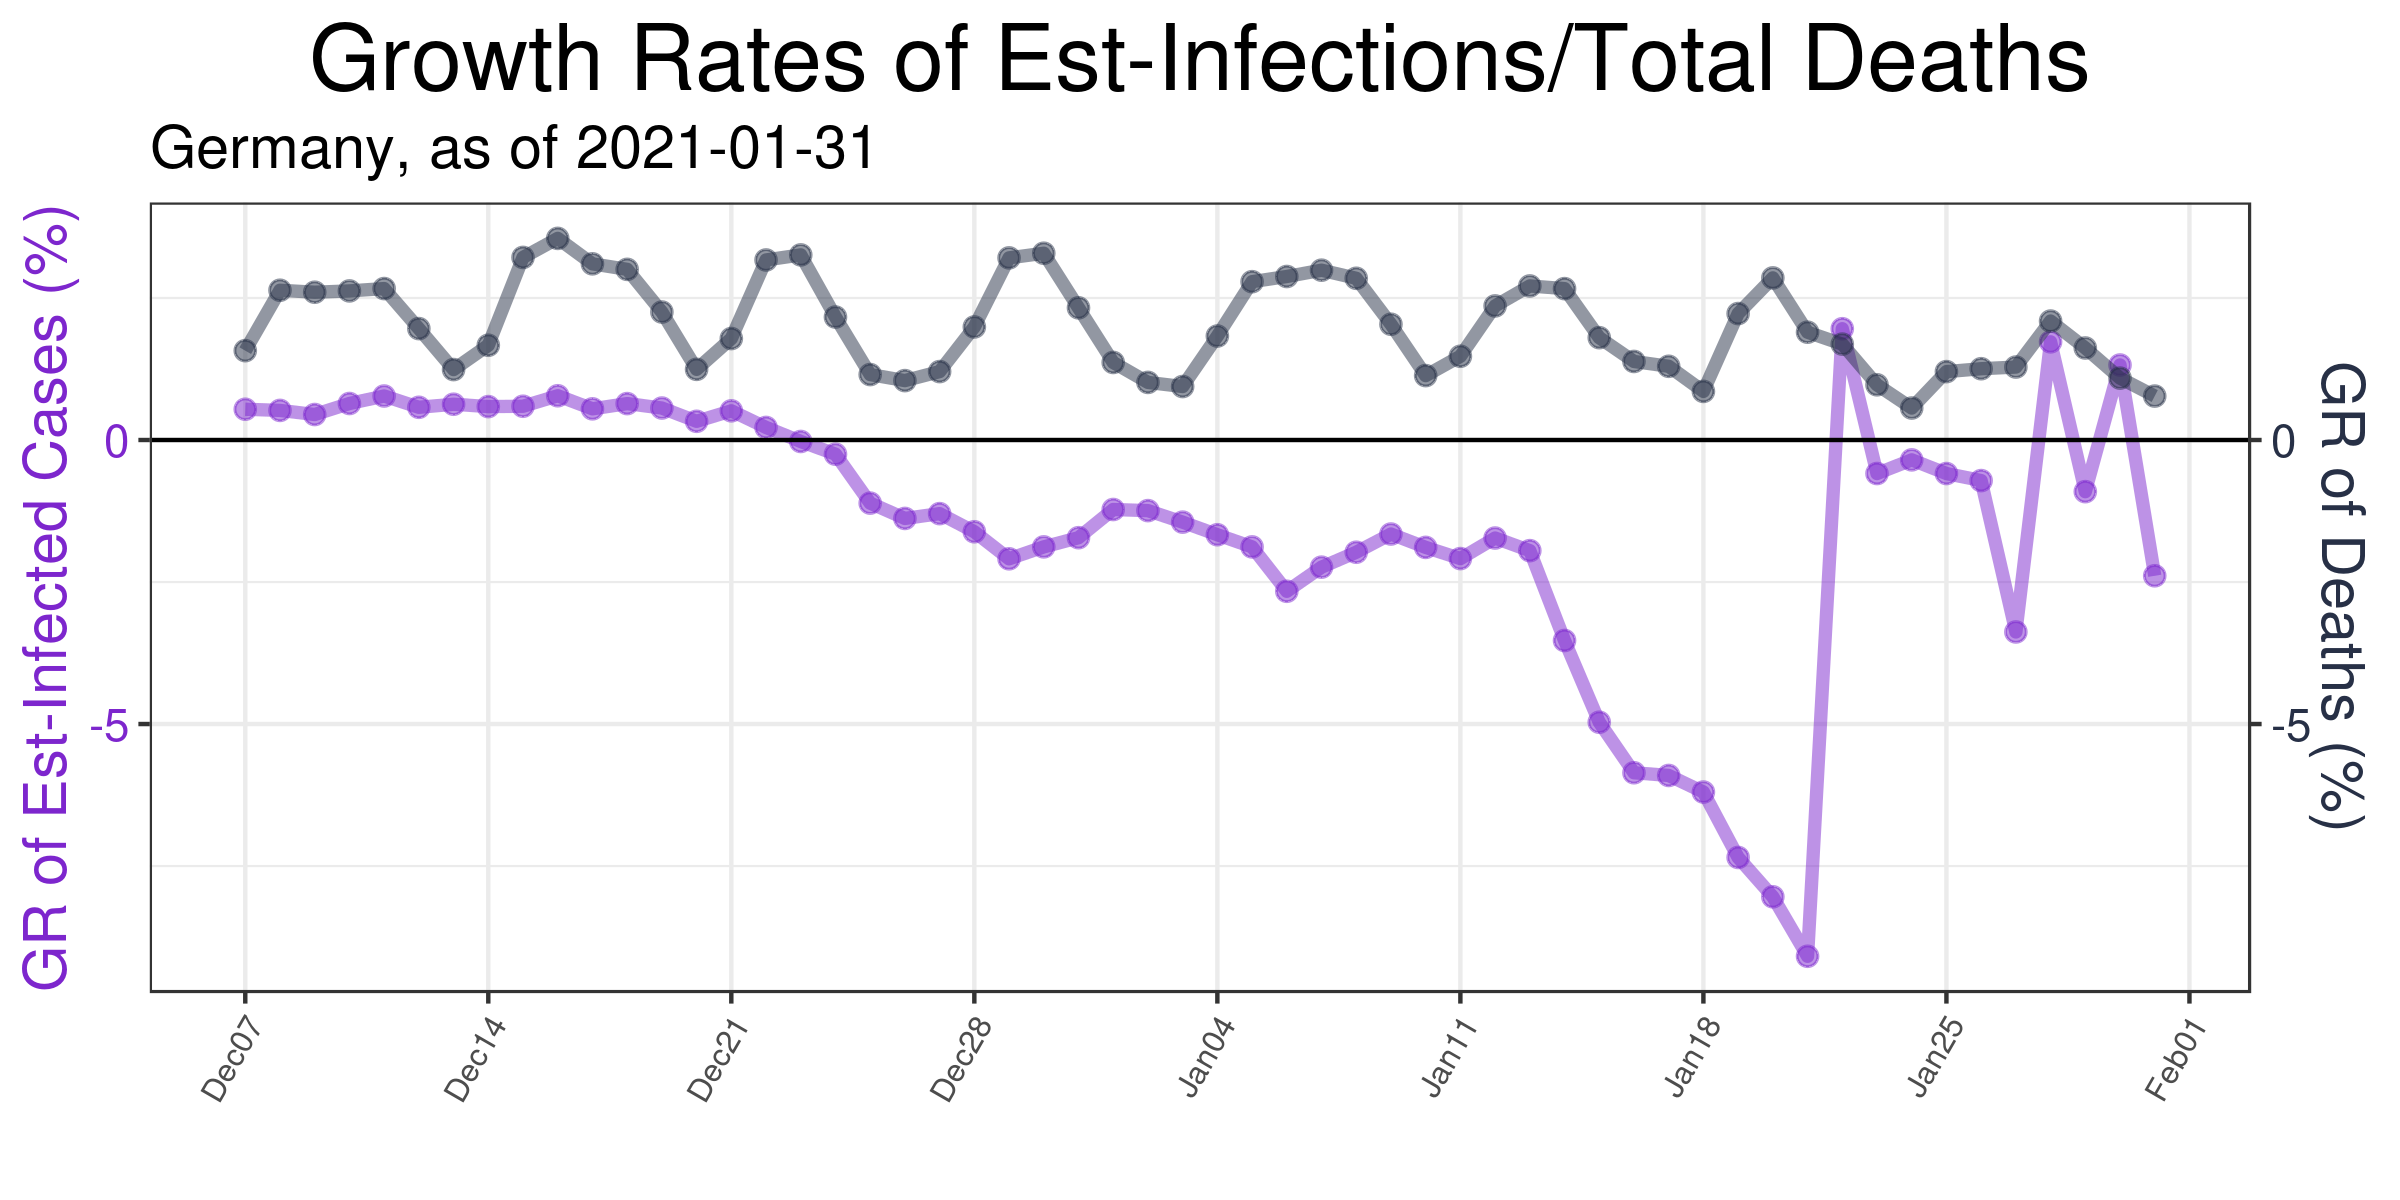 Growth Rates of Est-Infections/Total Deaths
Germany, as of 2021-01-31
GR of Est-Infected Cases (%)
0
-5
0
-5
GR of Deaths (%)
Dec07
Dec14
Dec21
Dec28
Jan04
Jan11
Jan18
Jan25
Feb01